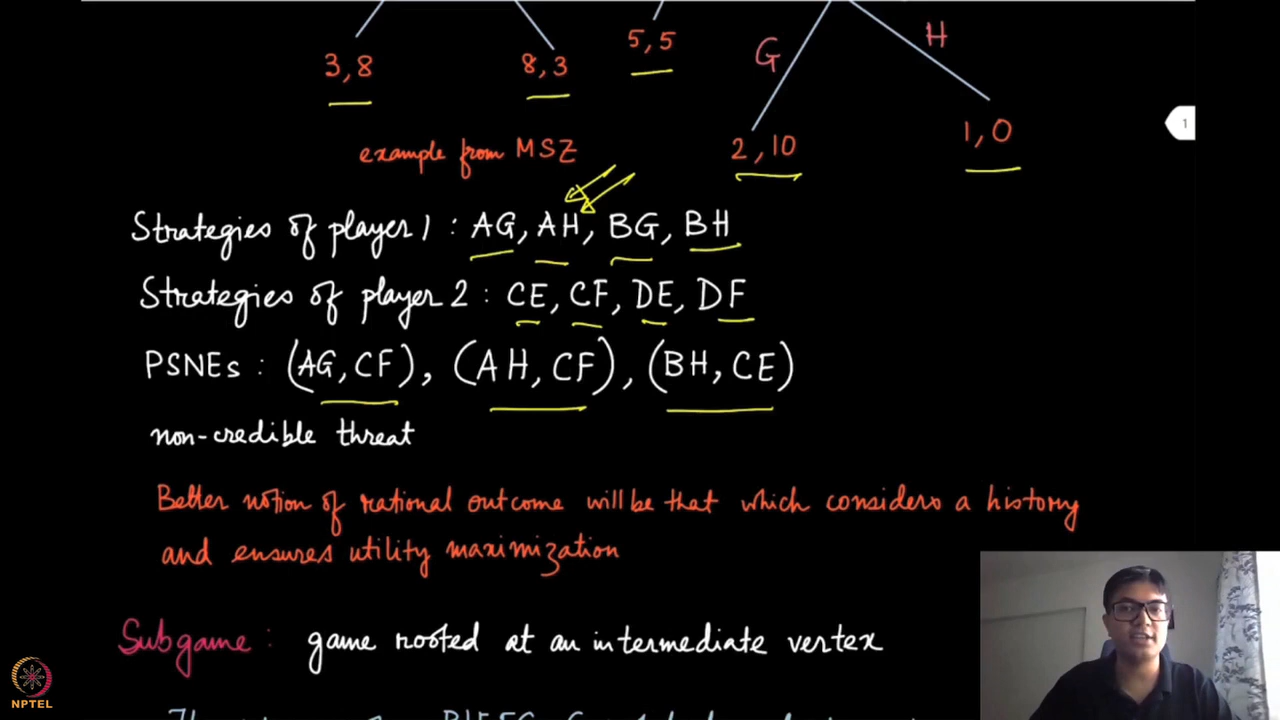 H
5,5
G
3,8
8,3
1
1,0
2,10
example from MSZ
Strategies of player 1 : AG, AH, BG, BH
Strategies of player 2 : CE, CF, DE, DF
PSNEs : (AG, CF), (AH, CF), (BH, CE)
non-credible threat
Better notion of rational outcome will be that which considers a history
and ensures utility maximization
Subgame: game rooted at an intermediate vertex
NPTEL